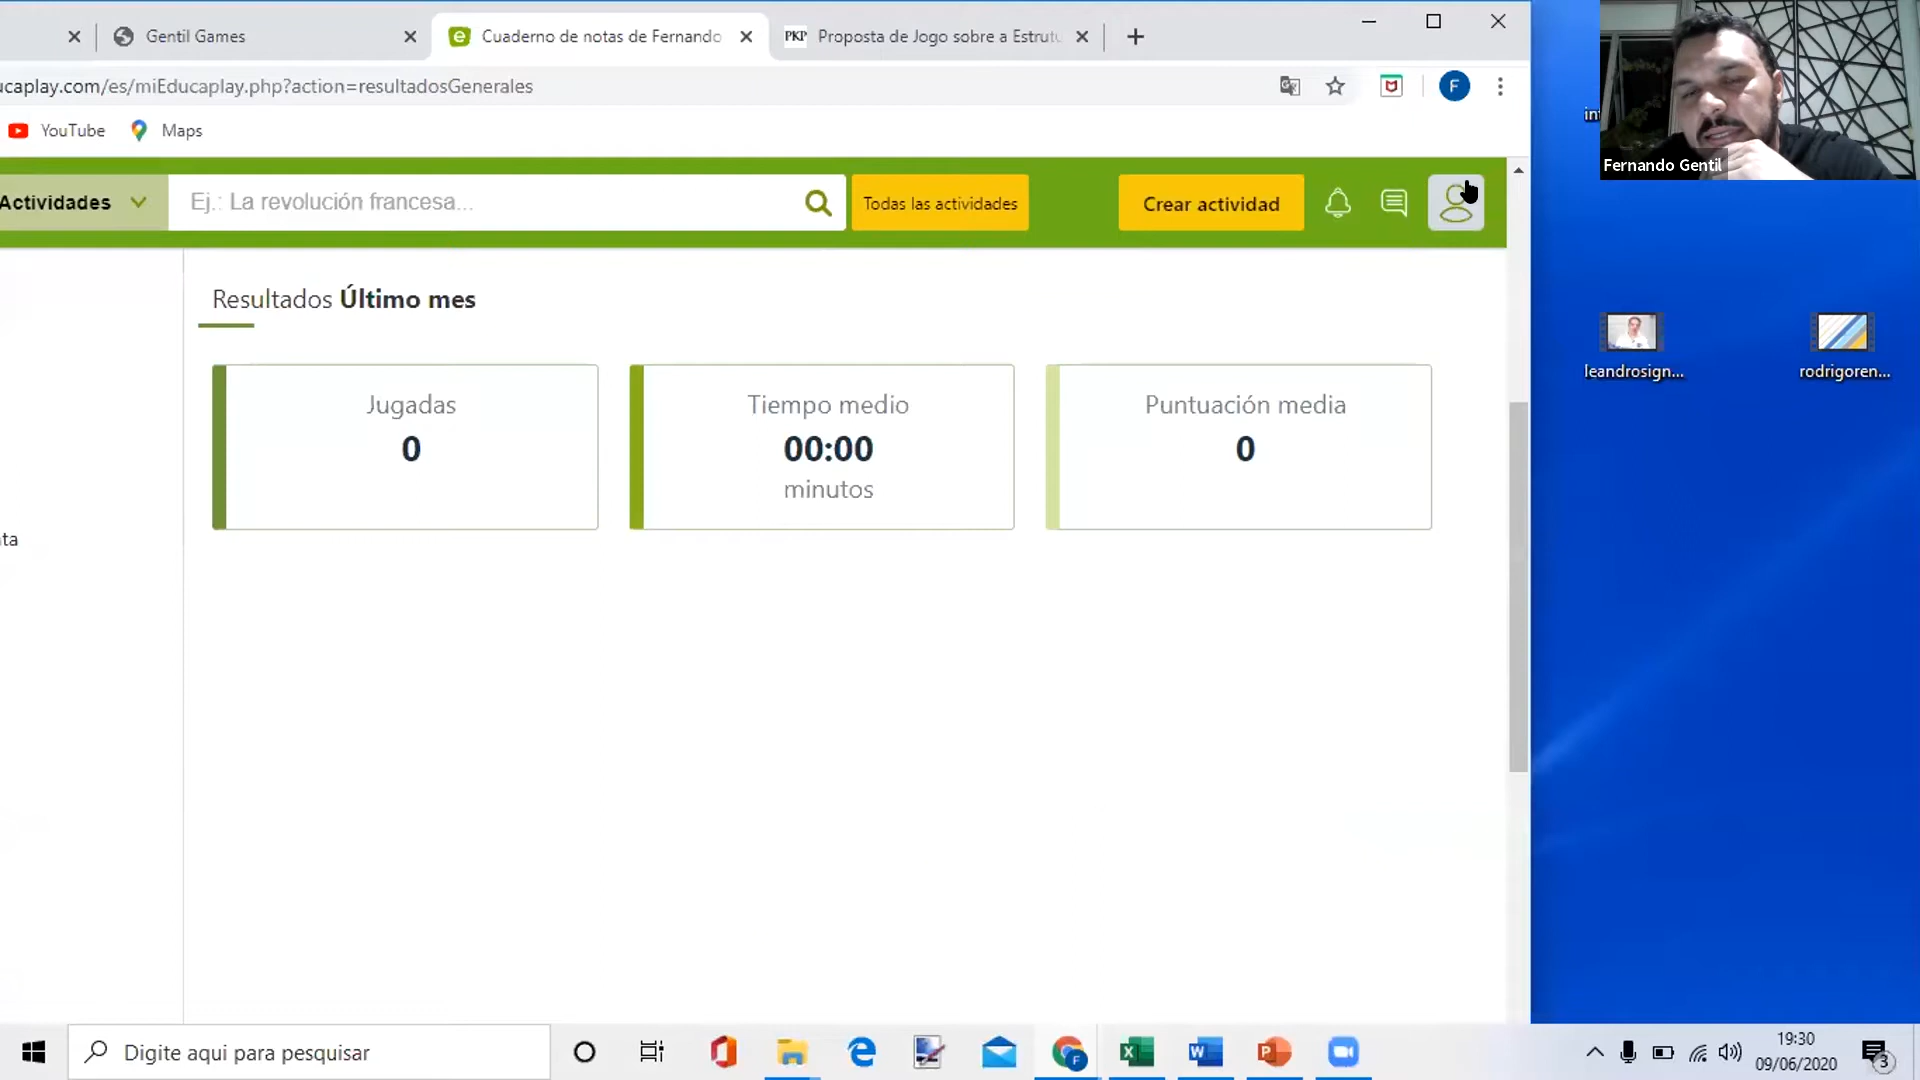 Gentil Games
Cuaderno de notas de Fernando
PKP Proposta de Jogo sobre a Estrutu
ucaplay.com/es/miEducaplay.php?action=resultadosGenerales
F
YouTube
Maps
Actividades
Ej.: La revolución francesa...
Todas las actividades
Crear actividad
Fernando Gentil
Resultados Último mes
Jugadas
0
Tiempo medio
00:00
minutos
Puntuación media
0
leandrosign...
rodrigoren...
Digite aqui para pesquisar
19:30
09/06/2020
3